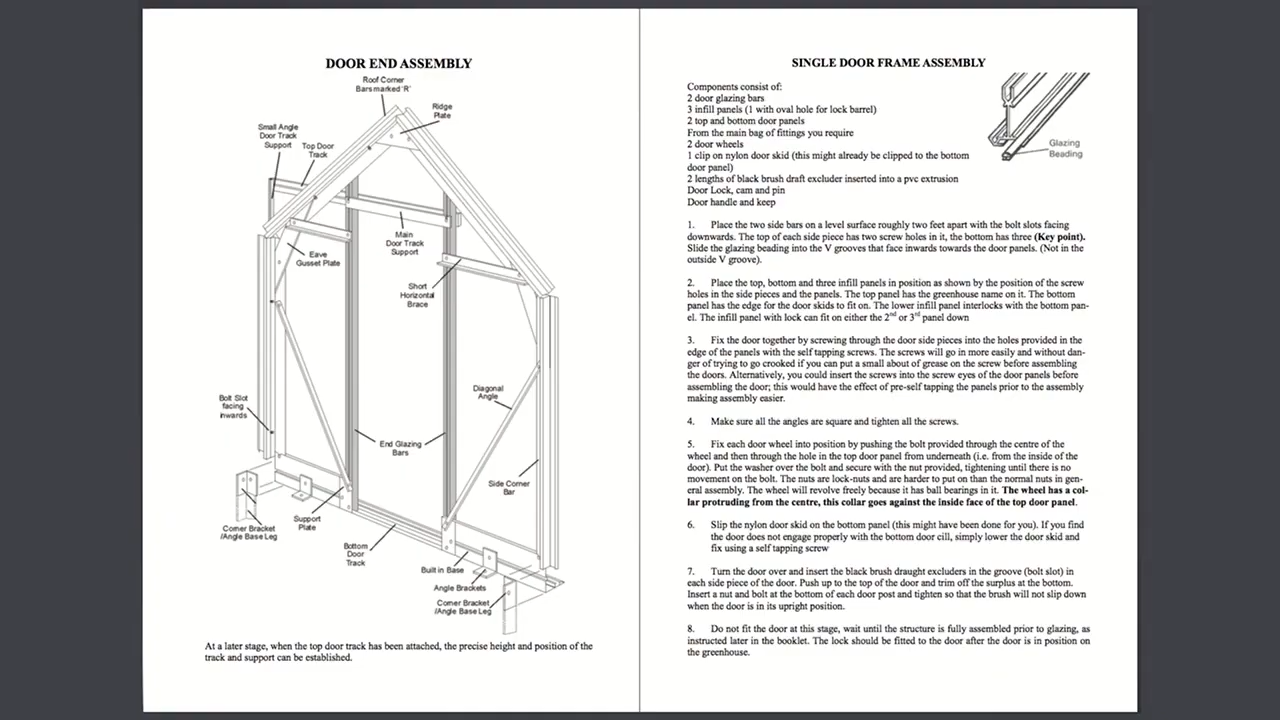 DOOR END ASSEMBLY
Roof Corner
Bars marked 'R'
Ridge
Plate
Small Angle
Door Track
Support
Top Door
Track
Main
Door Track
Support
Eave
Gusset Plate
Short
Horizontal
Brace
Diagonal
Angle
Bolt Slot
facing
inwards
End Glazing
Bars
Side Corner
Bar
Support
Plate
Corner Bracket
/Angle Base Leg
Bottom
Door
Track
Built in Base
Angle Brackets
Corner Bracket
/Angle Base Leg
At a later stage, when the top door track has been attached, the precise height and position of the
track and support can be established.
SINGLE DOOR FRAME ASSEMBLY
Components consist of:
2 door glazing bars
3 infill panels (1 with oval hole for lock barrel)
2 top and bottom door panels
From the main bag of fittings you require
2 door wheels
1 clip on nylon door skid (this might already be clipped to the bottom
door panel)
2 lengths of black brush draft excluder inserted into a pvc extrusion
Door Lock, cam and pin
Door handle and keep
Glazing
Beading
1. Place the two side bars on a level surface roughly two feet apart with the bolt slots facing
downwards. The top of each side piece has two screw holes in it, the bottom has three (Key point).
Slide the glazing beading into the V grooves that face inwards towards the door panels. (Not in the
outside V groove).
2. Place the top, bottom and three infill panels in position as shown by the position of the screw
holes in the side pieces and the panels. The top panel has the greenhouse name on it. The bottom
panel has the edge for the door skids to fit on. The lower infill panel interlocks with the bottom pan-
el. The infill panel with lock can fit on either the 2nd or 3rd panel down
3. Fix the door together by screwing through the door side pieces into the holes provided in the
edge of the panels with the self tapping screws. The screws will go in more easily and without dan-
ger of trying to go crooked if you can put a small about of grease on the screw before assembling
the doors. Alternatively, you could insert the screws into the screw eyes of the door panels before
assembling the door; this would have the effect of pre-self tapping the panels prior to the assembly
making assembly easier.
4. Make sure all the angles are square and tighten all the screws.
5. Fix each door wheel into position by pushing the bolt provided through the centre of the
wheel and then through the hole in the top door panel from underneath (i.e. from the inside of the
door). Put the washer over the bolt and secure with the nut provided, tightening until there is no
movement on the bolt. The nuts are lock-nuts and are harder to put on than the normal nuts in gen-
eral assembly. The wheel will revolve freely because it has ball bearings in it. The wheel has a col-
lar protruding from the centre, this collar goes against the inside face of the top door panel.
6. Slip the nylon door skid on the bottom panel (this might have been done for you). If you find
the door does not engage properly with the bottom door cill, simply lower the door skid and
fix using a self tapping screw
7. Turn the door over and insert the black brush draught excluders in the groove (bolt slot) in
each side piece of the door. Push up to the top of the door and trim off the surplus at the bottom.
Insert a nut and bolt at the bottom of each door post and tighten so that the brush will not slip down
when the door is in its upright position.
8. Do not fit the door at this stage, wait until the structure is fully assembled prior to glazing, as
instructed later in the booklet. The lock should be fitted to the door after the door is in position on
the greenhouse.